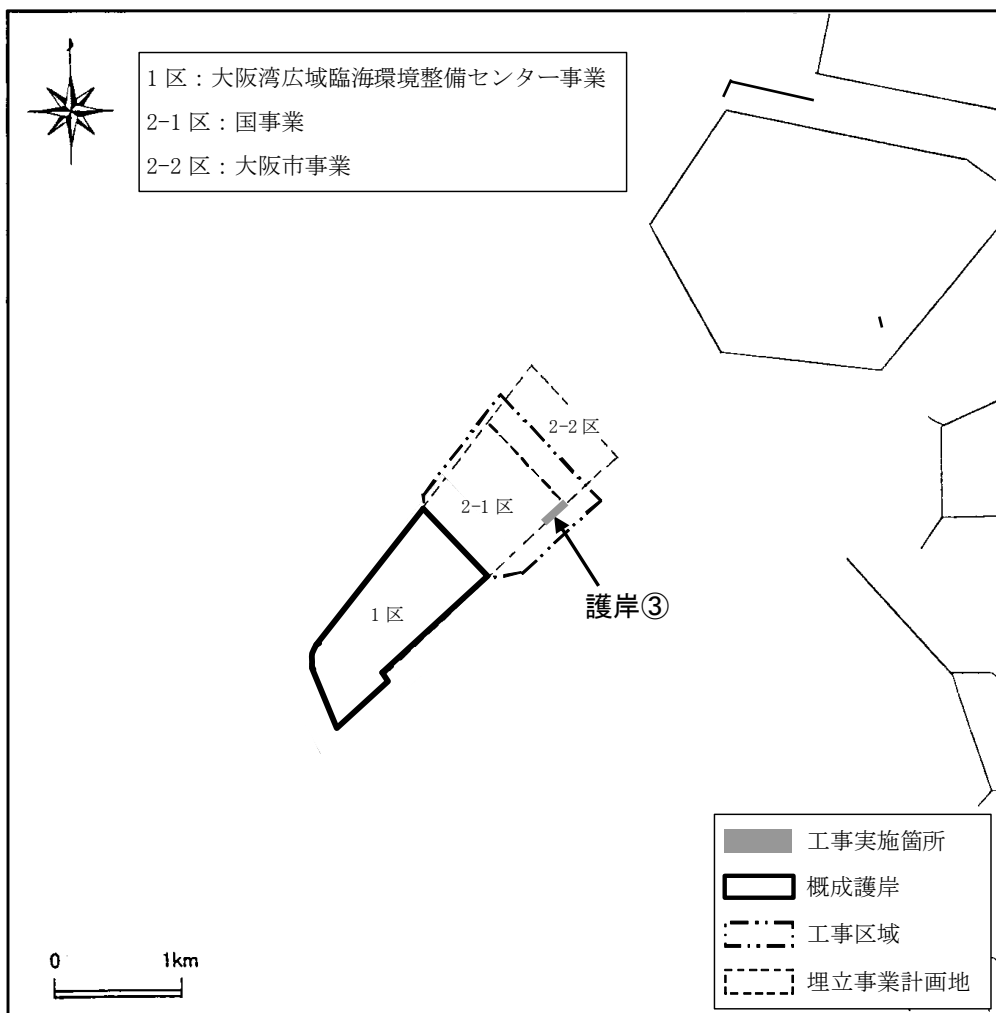 1 区：大阪湾広域臨海環境整備センター事業
2-1 区：国事業
2-2 区：大阪市事業
2-2 区
2-1 区
護岸③
1 区
工事実施箇所
概成護岸
工事区域
埋立事業計画地
0 1km